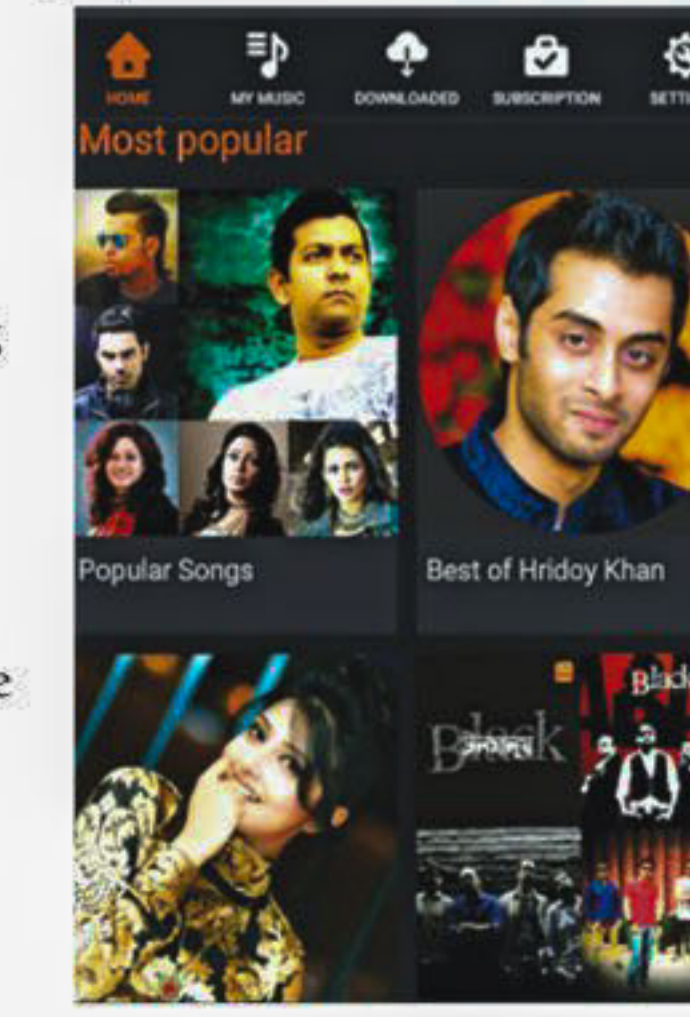 HOME
MY MUSIC
DOWNLOADED
SUBSCRIPTION
Most popular
Popular Songs
Best of Hridoy Khan
Black